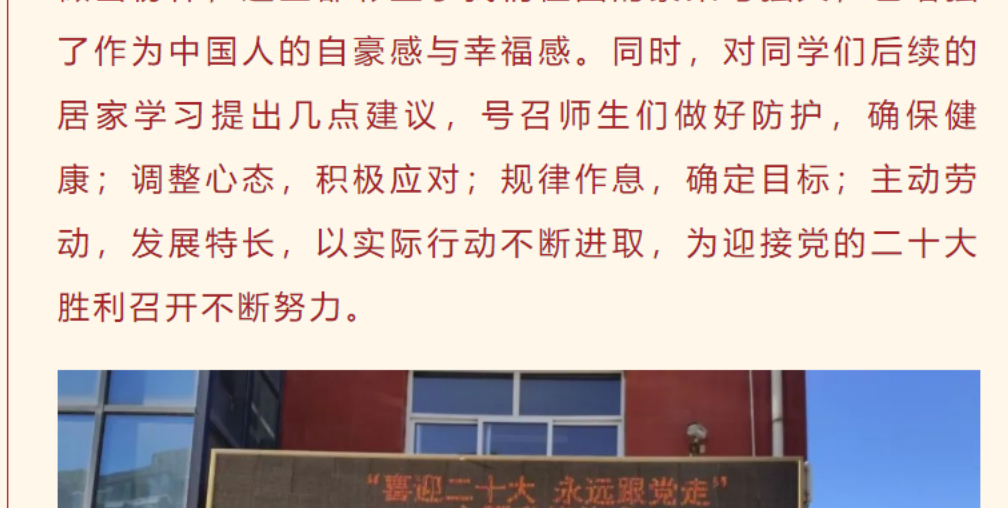 了作为中国人的自豪感与幸福感。同时，对同学们后续的
居家学习提出几点建议，号召师生们做好防护，确保健
康；调整心态，积极应对；规律作息，确定目标；主动劳
动，发展特长，以实际行动不断进取，为迎接党的二十大
胜利召开不断努力。
“喜迎二十大 永远跟党走”